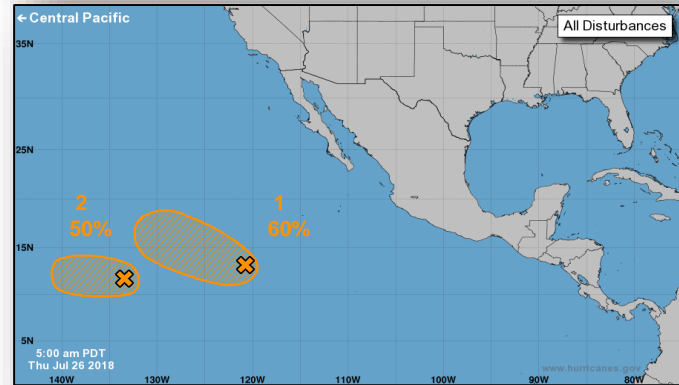 ← Central Pacific
All Disturbances
35N
25N
2
50%
1
60%
15N
5N
5:00 am PDT
Thu Jul 26 2018
www.hurricanes.gov
140W 130W 120W 110W 100W 90W 80W